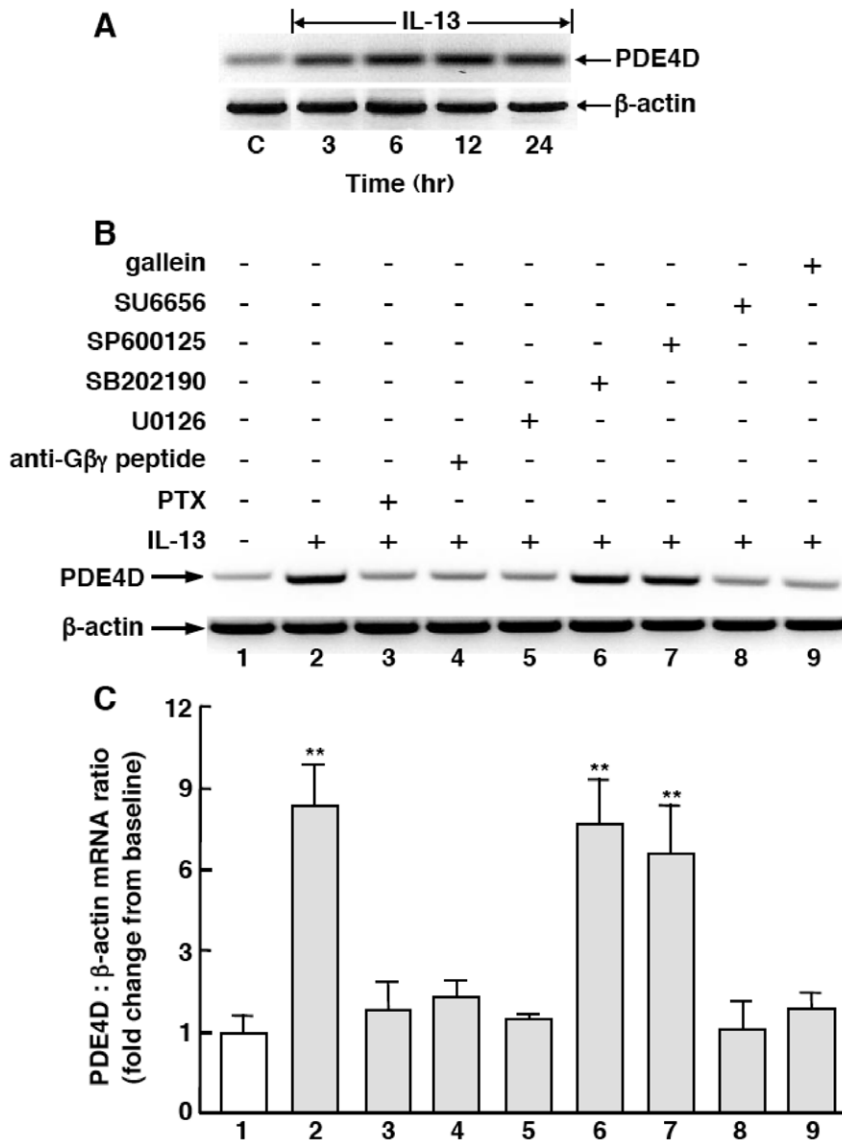 A
IL-13
PDE4D
β-actin
C 3 6 12 24
Time (hr)
B
gallein - - - - - - - - +
SU6656 - - - - - - - + -
SP600125 - - - - - - + - -
SB202190 - - - - - + - - -
U0126 - - - - + - - - -
anti-Gβγ peptide - - - + - - - - -
PTX - - + - - - - - -
IL-13 - + + + + + + + +
PDE4D
β-actin
1 2 3 4 5 6 7 8 9
C
PDE4D : β-actin mRNA ratio
(fold change from baseline)
12
9
6
3
1
0
** ** **
1 2 3 4 5 6 7 8 9